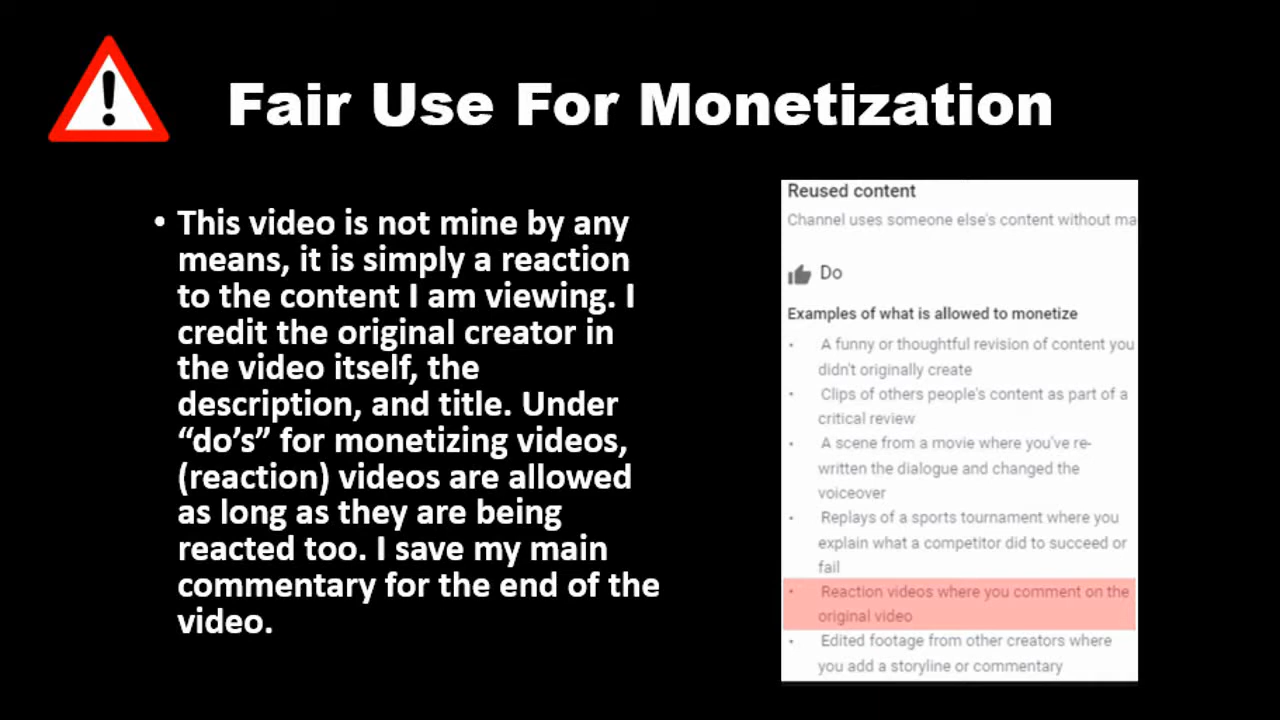 Fair Use For Monetization
• This video is not mine by any
means, it is simply a reaction
to the content I am viewing. I
credit the original creator in
the video itself, the
description, and title. Under
“do’s” for monetizing videos,
(reaction) videos are allowed
as long as they are being
reacted too. I save my main
commentary for the end of the
video.
Reused content
Channel uses someone else's content without ma
Do
Examples of what is allowed to monetize
• A funny or thoughtful revision of content you
didn't originally create
• Clips of others people's content as part of a
critical review
• A scene from a movie where you've re-
written the dialogue and changed the
voiceover
• Replays of a sports tournament where you
explain what a competitor did to succeed or
fail
• Reaction videos where you comment on the
original video
• Edited footage from other creators where
you add a storyline or commentary